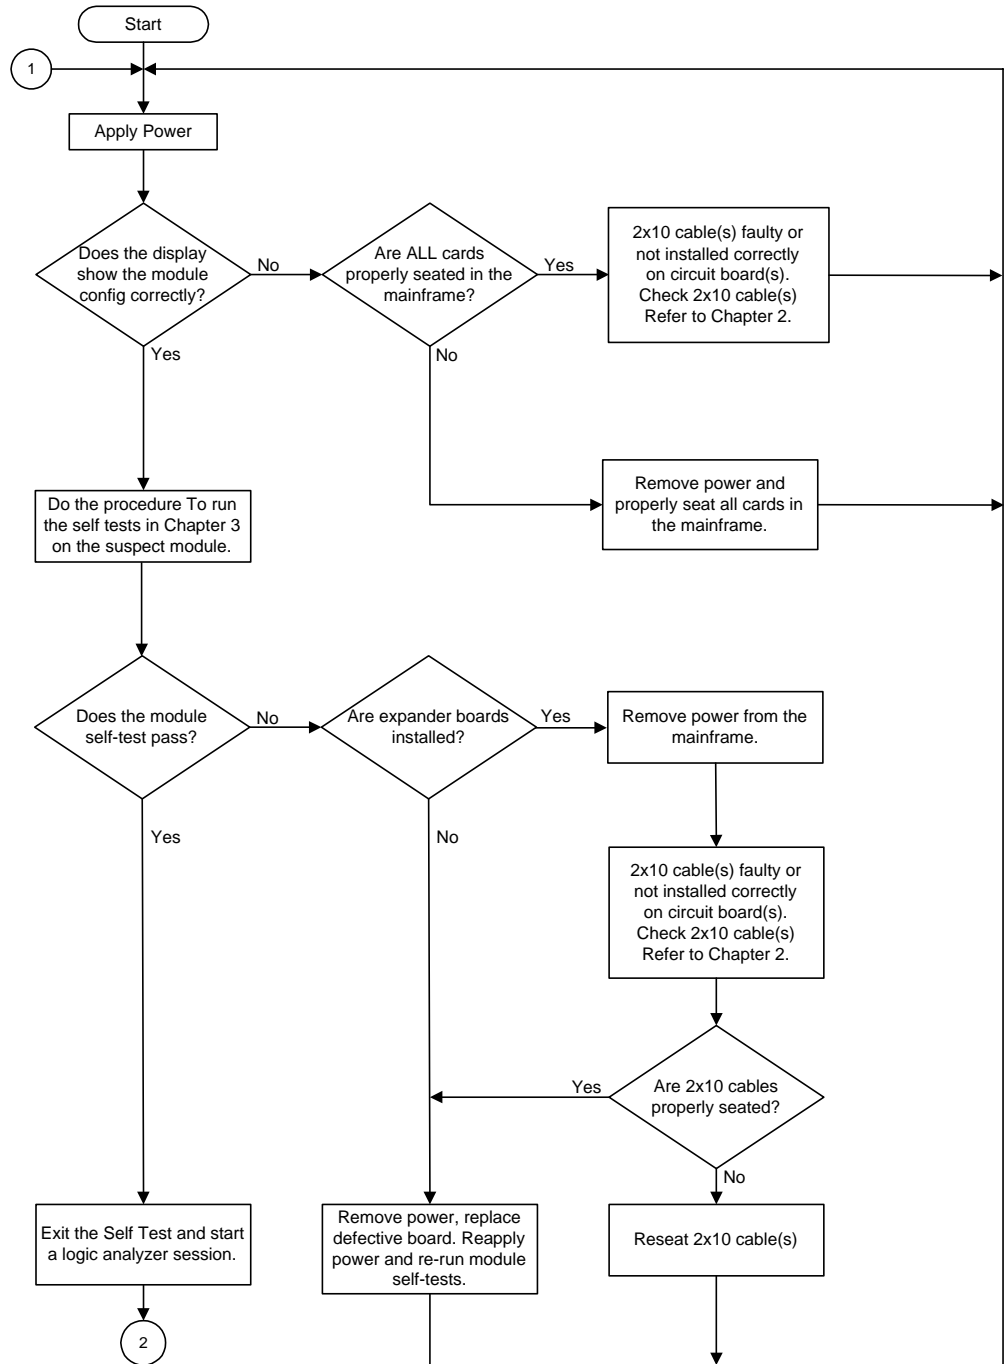 Start
1
Apply Power
Does the display
show the module
config correctly?
No
Are ALL cards
properly seated in the
mainframe?
Yes
2x10 cable(s) faulty or
not installed correctly
on circuit board(s).
Check 2x10 cable(s)
Refer to Chapter 2.
Yes
No
Do the procedure To run
the self tests in Chapter 3
on the suspect module.
Remove power and
properly seat all cards in
the mainframe.
Does the module
self-test pass?
No
Are expander boards
installed?
Yes
Remove power from the
mainframe.
Yes
No
2x10 cable(s) faulty or
not installed correctly
on circuit board(s).
Check 2x10 cable(s)
Refer to Chapter 2.
Yes
Are 2x10 cables
properly seated?
No
Exit the Self Test and start
a logic analyzer session.
Remove power, replace
defective board. Reapply
power and re-run module
self-tests.
Reseat 2x10 cable(s)
2